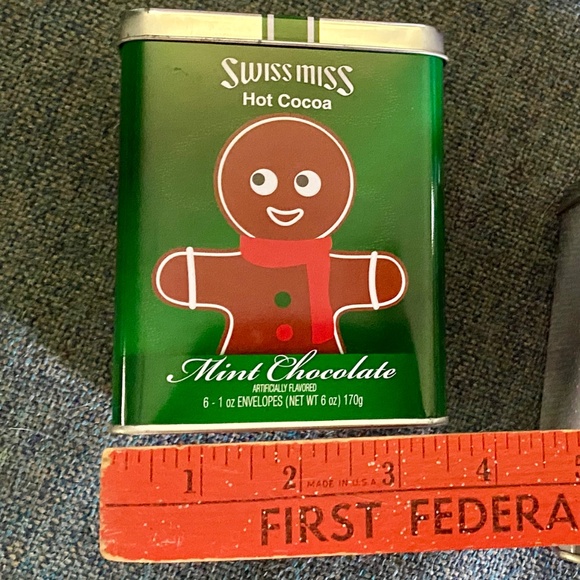 Swiss miss
Hot Cocoa
Mint Chocolate
ARTIFICIALLY FLAVORED
6 - 1 oz ENVELOPES (NET WT 6 oz) 170g
1 2 MADE IN U.S.A 3 4 5
FIRST FEDERA